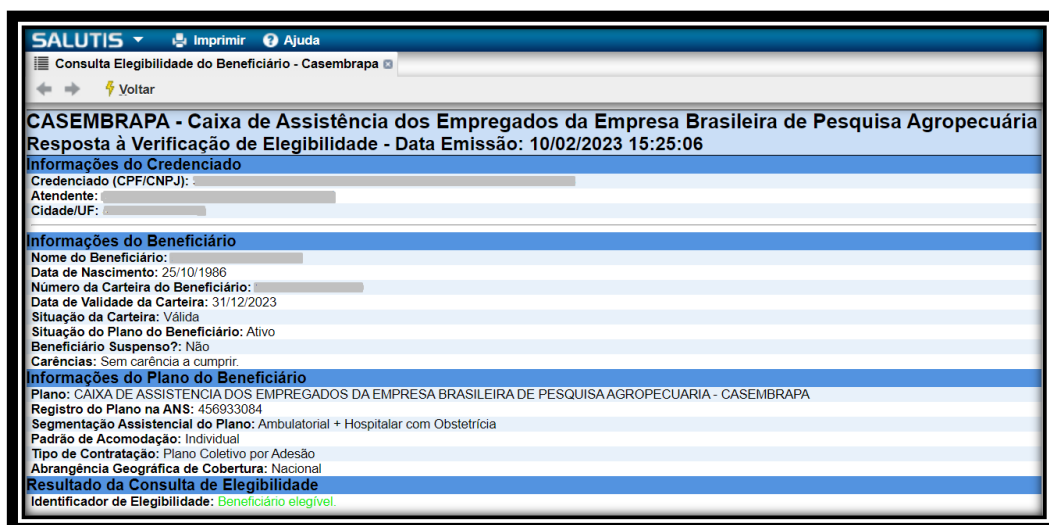 SALUTIS Imprimir Ajuda
Consulta Elegibilidade do Beneficiário - Casembrapa
Voltar
CASEMBRAPA - Caixa de Assistência dos Empregados da Empresa Brasileira de Pesquisa Agropecuária
Resposta à Verificação de Elegibilidade - Data Emissão: 10/02/2023 15:25:06
Informações do Credenciado
Credenciado (CPF/CNPJ):
Atendente:
Cidade/UF:
Informações do Beneficiário
Nome do Beneficiário:
Data de Nascimento: 25/10/1986
Número da Carteira do Beneficiário:
Data de Validade da Carteira: 31/12/2023
Situação da Carteira: Válida
Situação do Plano do Beneficiário: Ativo
Beneficiário Suspenso?: Não
Carências: Sem carência a cumprir.
Informações do Plano do Beneficiário
Plano: CAIXA DE ASSISTENCIA DOS EMPREGADOS DA EMPRESA BRASILEIRA DE PESQUISA AGROPECUARIA - CASEMBRAPA
Registro do Plano na ANS: 456933084
Segmentação Assistencial do Plano: Ambulatorial + Hospitalar com Obstetrícia
Padrão de Acomodação: Individual
Tipo de Contratação: Plano Coletivo por Adesão
Abrangência Geográfica de Cobertura: Nacional
Resultado da Consulta de Elegibilidade
Identificador de Elegibilidade: Beneficiário elegível.